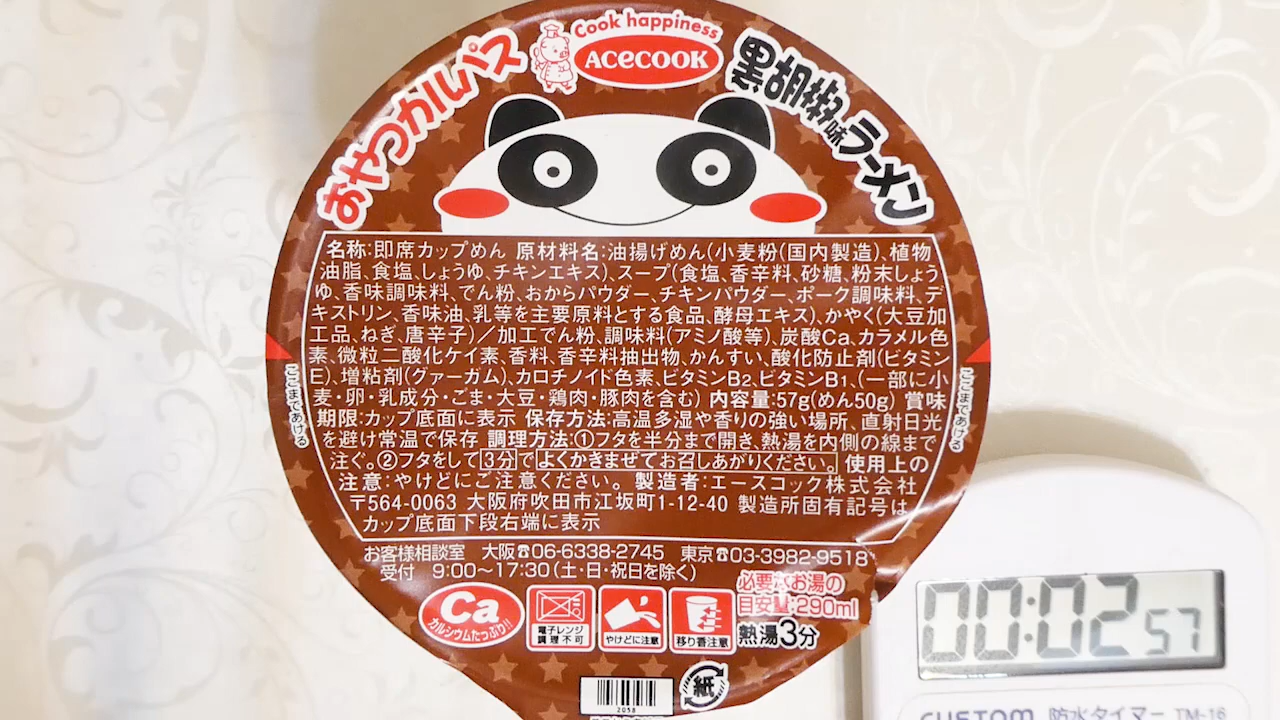 Cook happiness
ACECOOK
おやつカルパス
黒胡椒味ラーメン
名称:即席カップめん 原材料名:油揚げめん(小麦粉(国内製造)、植物
油脂、食塩、しょうゆ、チキンエキス)、スープ(食塩、香辛料、砂糖、粉末しょう
ゆ、香味調味料、でん粉、おからパウダー、チキンパウダー、ポーク調味料、デ
キストリン、香味油、乳等を主要原料とする食品、酵母エキス)、かやく(大豆加
工品、ねぎ、唐辛子)/加工でん粉、調味料(アミノ酸等)、炭酸Ca、カラメル色
素、微粒二酸化ケイ素、香料、香辛料抽出物、かんすい、酸化防止剤(ビタミン
E)、増粘剤(グァーガム)、カロチノイド色素、ビタミンB2、ビタミンB1、(一部に小
麦・卵・乳成分・ごま・大豆・鶏肉・豚肉を含む) 内容量:57g(めん50g) 賞味
期限:カップ底面に表示 保存方法:高温多湿や香りの強い場所、直射日光
を避け常温で保存 調理方法:①フタを半分まで開き、熱湯を内側の線まで
注ぐ。②フタをして3分でよくかきまぜてお召しあがりください。 使用上の
注意:やけどにご注意ください。 製造者:エースコック株式会社
〒564-0063 大阪府吹田市江坂町1-12-40 製造所固有記号は
カップ底面下段右端に表示
ここまであける
ここまであける
お客様相談室 大阪☎06-6338-2745 東京☎03-3982-9518
受付 9:00〜17:30(土・日・祝日を除く)
Ca
カルシウムたっぷり!!
電子レンジ
調理不可
やけどに注意
移り香注意
必要なお湯の
目安量:290ml
熱湯3分
紙
2058
00:02 57
CUSTOM 防水タイマー TM-16